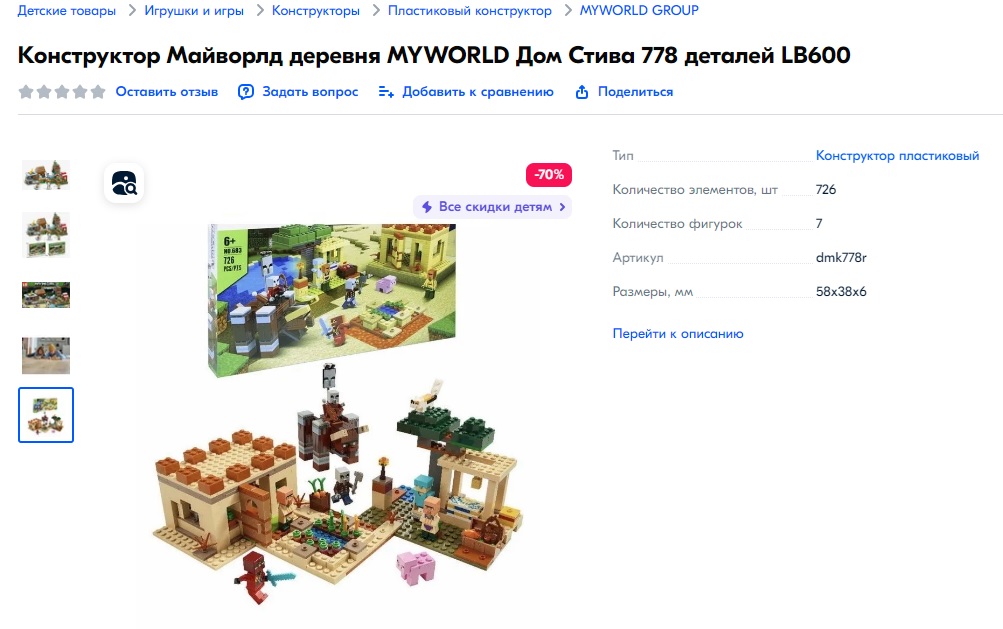 Детские товары > Игрушки и игры > Конструкторы > Пластиковый конструктор > MYWORLD GROUP
Конструктор Майворлд деревня MYWORLD Дом Стива 778 деталей LB600
Оставить отзыв Задать вопрос Добавить к сравнению Поделиться
-70%
Все скидки детям >
6+
NO.683
726
PCS/PZS
Тип Конструктор пластиковый
Количество элементов, шт 726
Количество фигурок 7
Артикул dmk778r
Размеры, мм 58x38x6
Перейти к описанию